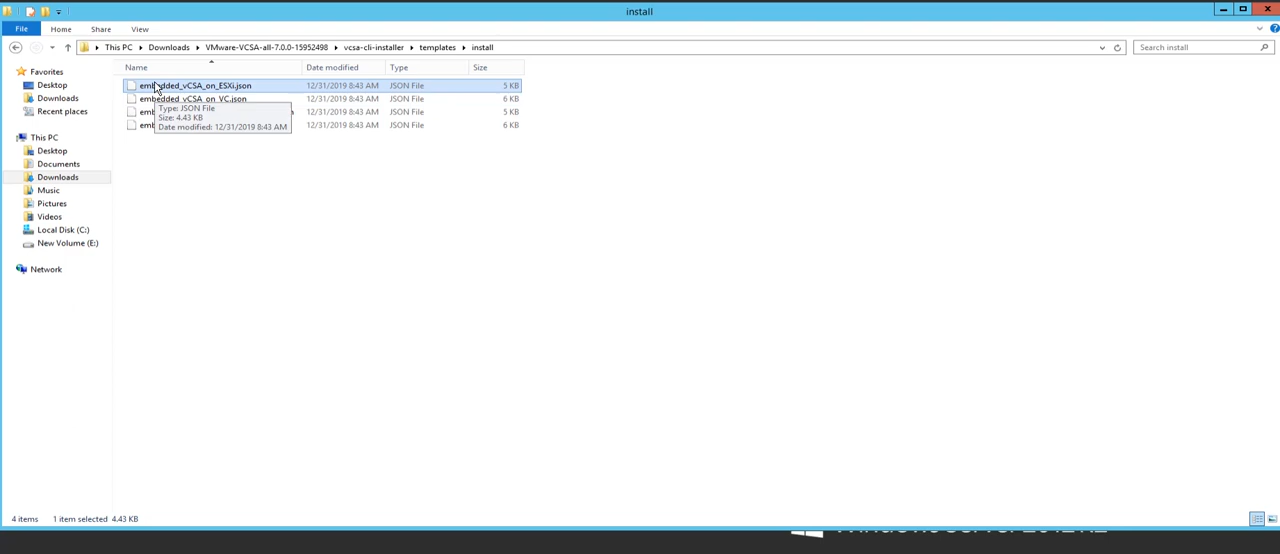 install
File Home Share View
This PC Downloads VMware-VCSA-all-7.0.0-15952498 vcsa-cli-installer templates install
Search install
Name Date modified Type Size
Favorites
Desktop
Downloads
Recent places
This PC
Desktop
Documents
Downloads
Music
Pictures
Videos
Local Disk (C:)
New Volume (E:)
Network
embedded_vCSA_on_ESXi.json 12/31/2019 8:43 AM JSON File 5 KB
embedded_vCSA_on_VC.json 12/31/2019 8:43 AM JSON File 6 KB
12/31/2019 8:43 AM JSON File 5 KB
12/31/2019 8:43 AM JSON File 6 KB
Type: JSON File
Size: 4.43 KB
Date modified: 12/31/2019 8:43 AM
4 items 1 item selected 4.43 KB